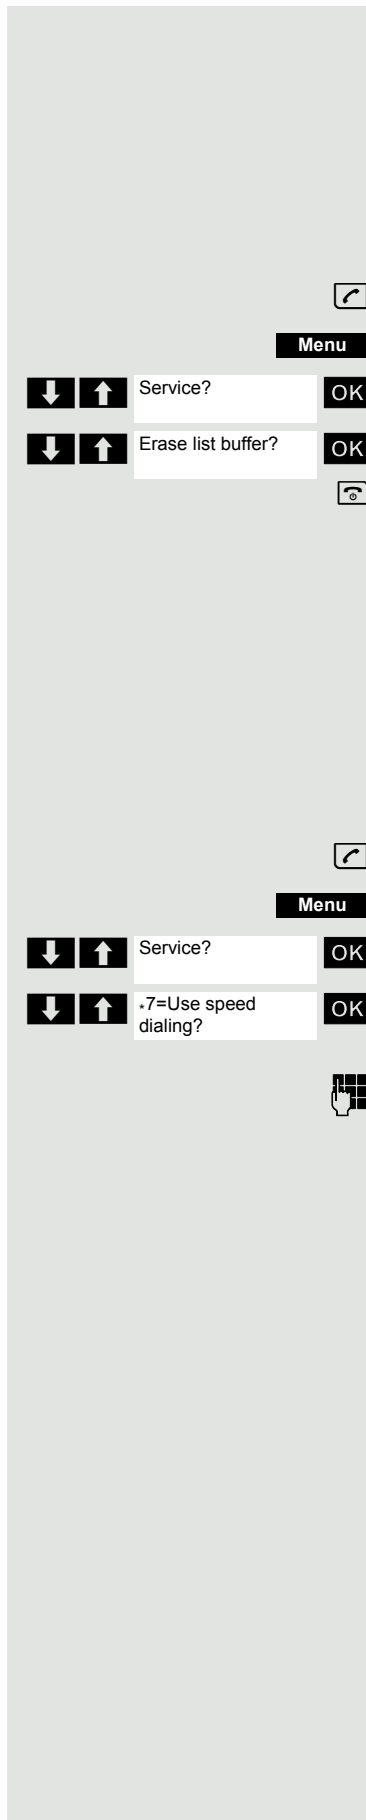 Menu
Service? OK
Erase list buffer? OK
Menu
Service? OK
*7=Use speed OK
dialing?